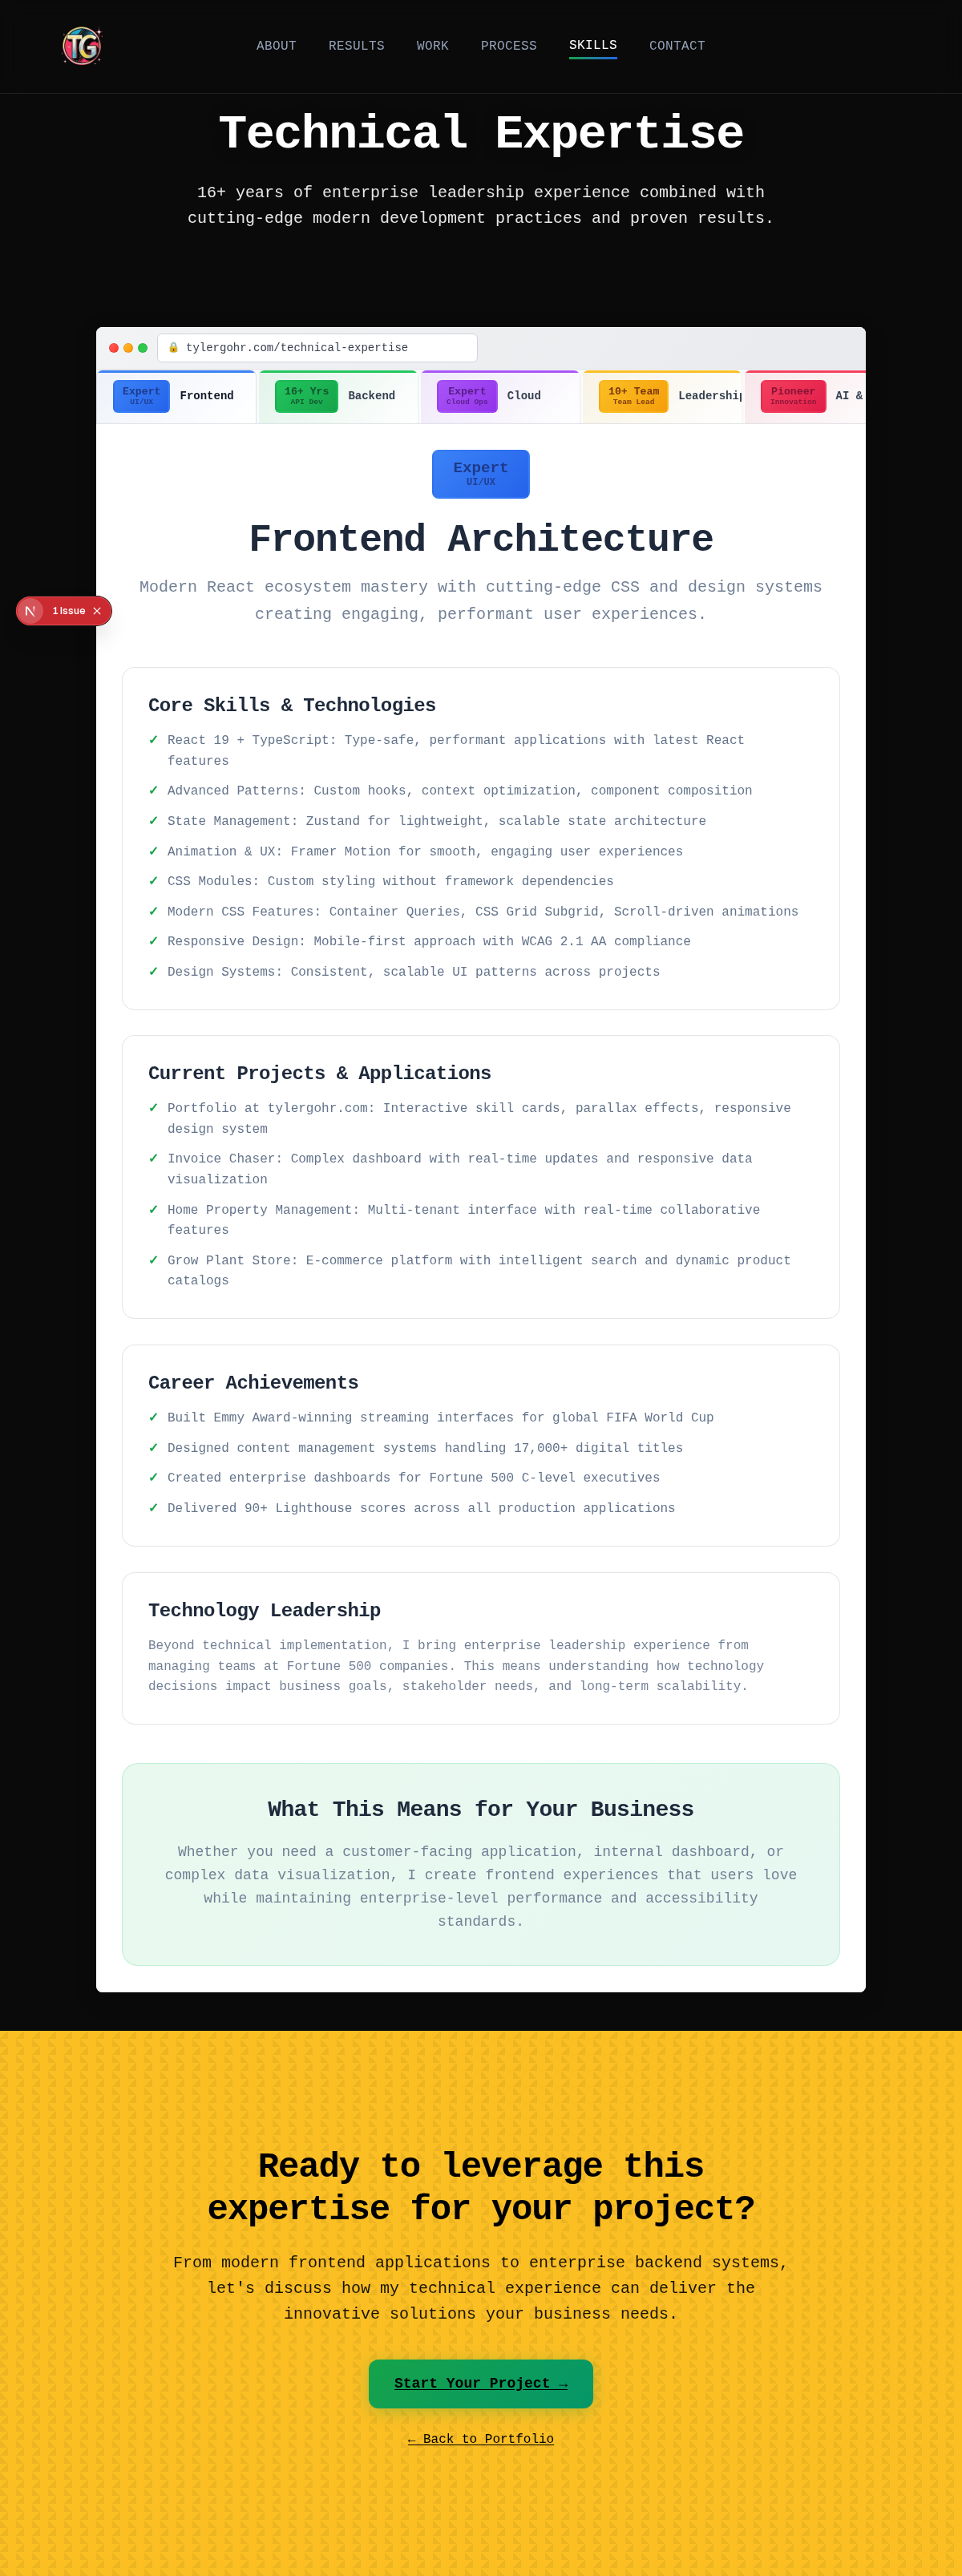 TG
ABOUT
RESULTS
WORK
PROCESS
SKILLS
CONTACT
Technical Expertise
16+ years of enterprise leadership experience combined with
cutting-edge modern development practices and proven results.
tylergohr.com/technical-expertise
Expert
UI/UX
Frontend
16+ Yrs
API Dev
Backend
Expert
Cloud Ops
Cloud
10+ Team
Team Lead
Leadership
Pioneer
Innovation
AI &
Expert
UI/UX
Frontend Architecture
Modern React ecosystem mastery with cutting-edge CSS and design systems
creating engaging, performant user experiences.
1 Issue
Core Skills & Technologies
✓ React 19 + TypeScript: Type-safe, performant applications with latest React
features
✓ Advanced Patterns: Custom hooks, context optimization, component composition
✓ State Management: Zustand for lightweight, scalable state architecture
✓ Animation & UX: Framer Motion for smooth, engaging user experiences
✓ CSS Modules: Custom styling without framework dependencies
✓ Modern CSS Features: Container Queries, CSS Grid Subgrid, Scroll-driven animations
✓ Responsive Design: Mobile-first approach with WCAG 2.1 AA compliance
✓ Design Systems: Consistent, scalable UI patterns across projects
Current Projects & Applications
✓ Portfolio at tylergohr.com: Interactive skill cards, parallax effects, responsive
design system
✓ Invoice Chaser: Complex dashboard with real-time updates and responsive data
visualization
✓ Home Property Management: Multi-tenant interface with real-time collaborative
features
✓ Grow Plant Store: E-commerce platform with intelligent search and dynamic product
catalogs
Career Achievements
✓ Built Emmy Award-winning streaming interfaces for global FIFA World Cup
✓ Designed content management systems handling 17,000+ digital titles
✓ Created enterprise dashboards for Fortune 500 C-level executives
✓ Delivered 90+ Lighthouse scores across all production applications
Technology Leadership
Beyond technical implementation, I bring enterprise leadership experience from
managing teams at Fortune 500 companies. This means understanding how technology
decisions impact business goals, stakeholder needs, and long-term scalability.
What This Means for Your Business
Whether you need a customer-facing application, internal dashboard, or
complex data visualization, I create frontend experiences that users love
while maintaining enterprise-level performance and accessibility
standards.
Ready to leverage this
expertise for your project?
From modern frontend applications to enterprise backend systems,
let's discuss how my technical experience can deliver the
innovative solutions your business needs.
Start Your Project →
← Back to Portfolio